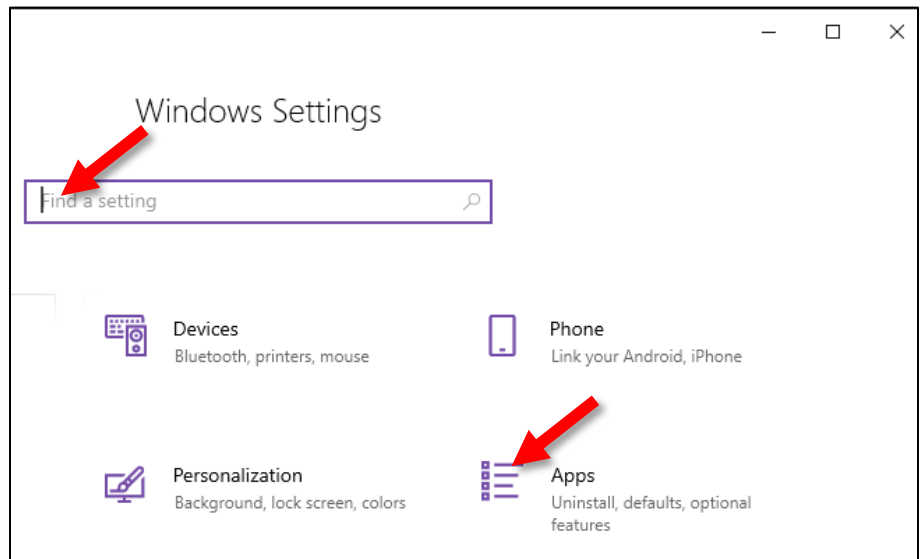 Windows Settings
Find a setting
Devices
Bluetooth, printers, mouse
Phone
Link your Android, iPhone
Personalization
Background, lock screen, colors
Apps
Uninstall, defaults, optional
features